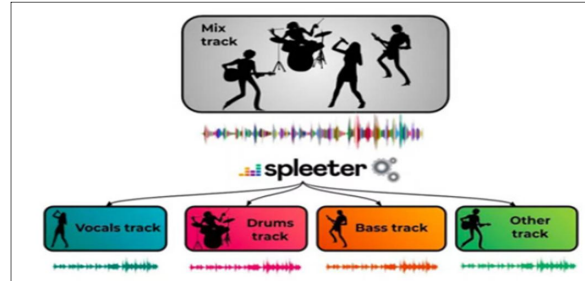 Mix
track
spleeter
Vocals track
Drums
track
Bass track
Other
track